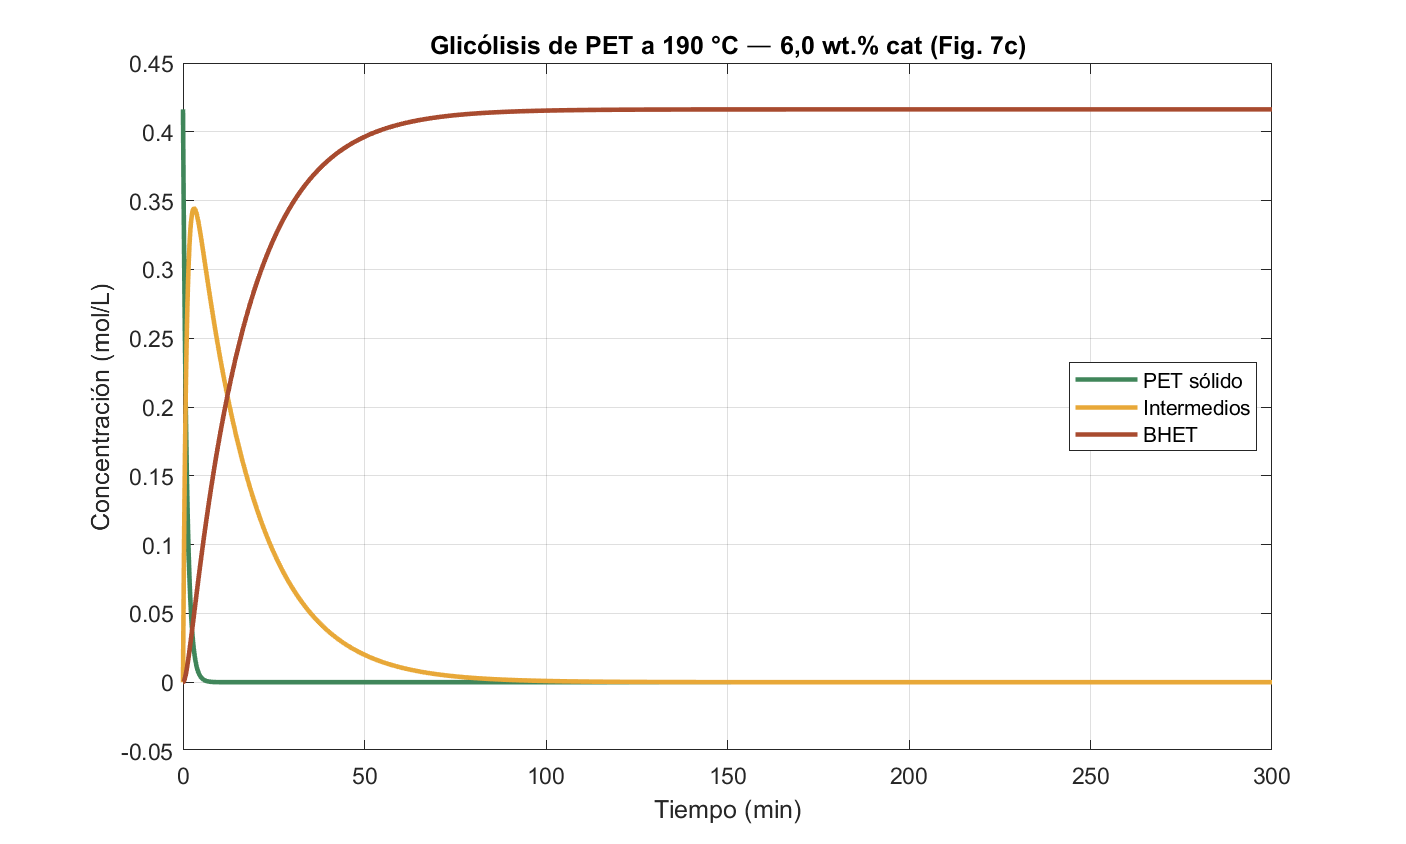 Glicólisis de PET a 190 °C — 6,0 wt.% cat (Fig. 7c)
0.45
0.4
0.35
0.3
0.25
0.2
0.15
0.1
0.05
0
-0.05
Concentración (mol/L)
PET sólido
Intermedios
BHET
0 50 100 150 200 250 300
Tiempo (min)